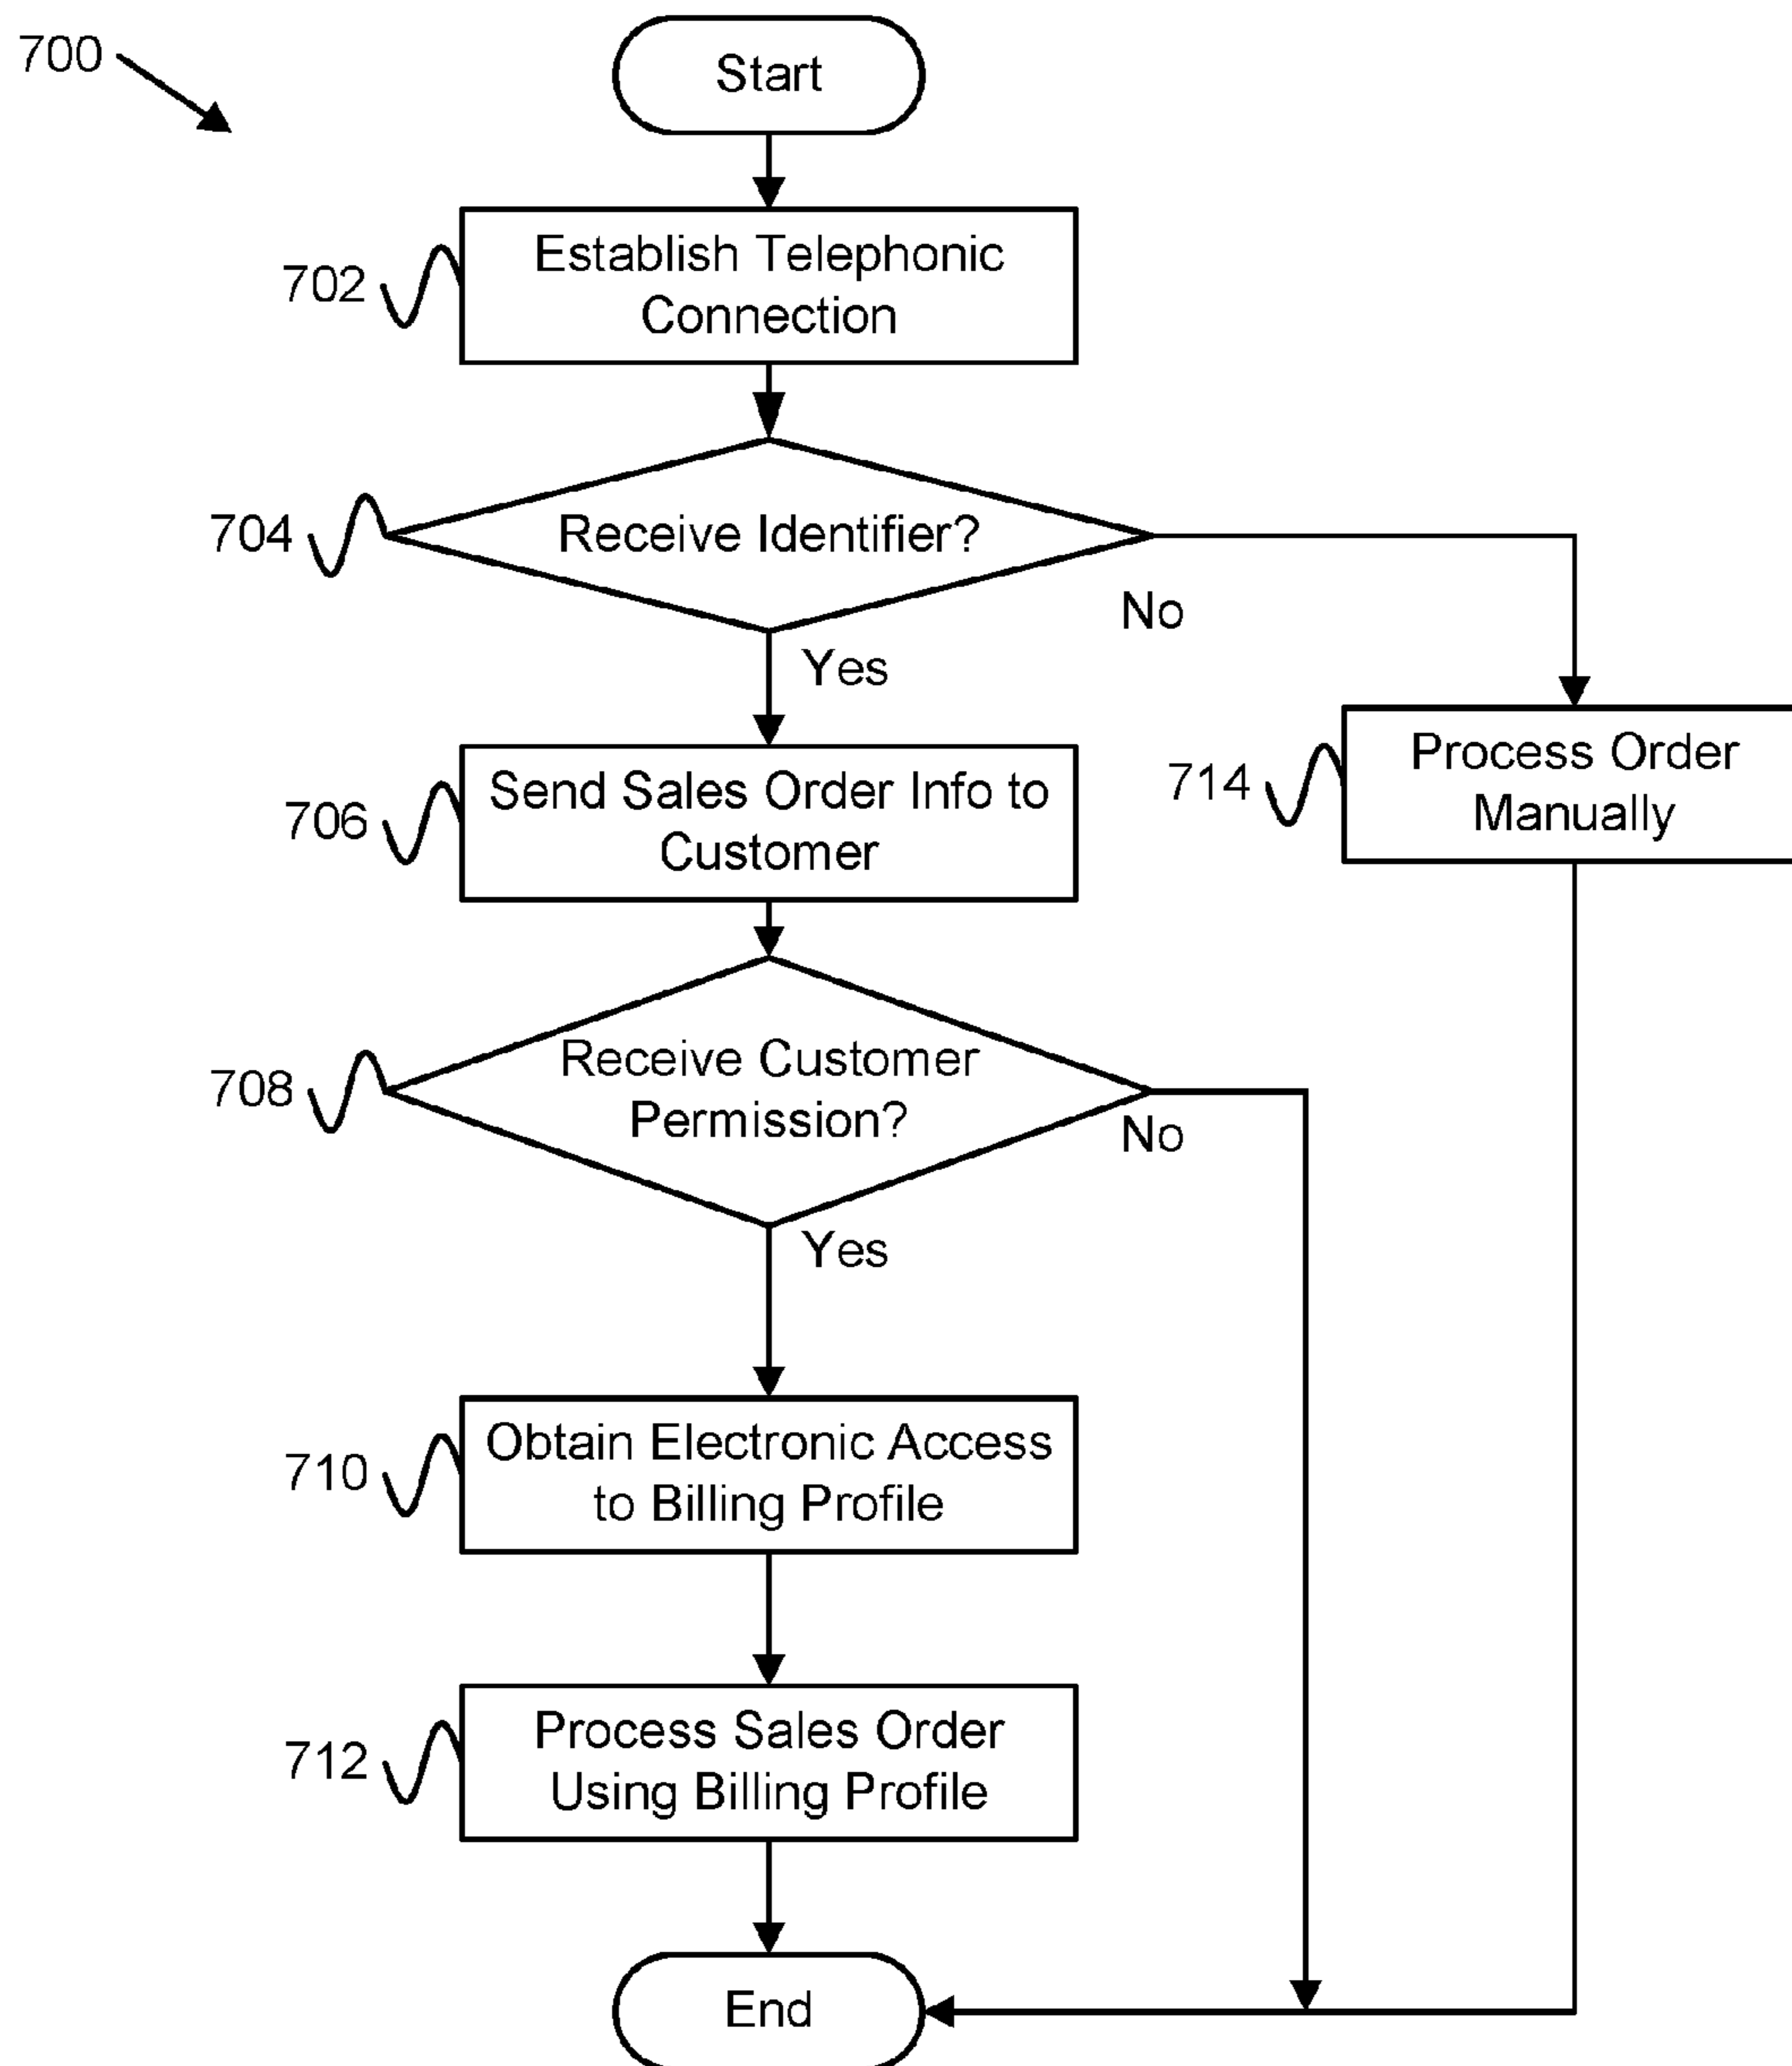 700
Start
702
Establish Telephonic
Connection
704
Receive Identifier?
No
Yes
706
Send Sales Order Info to
Customer
714
Process Order
Manually
708
Receive Customer
Permission?
No
Yes
710
Obtain Electronic Access
to Billing Profile
712
Process Sales Order
Using Billing Profile
End